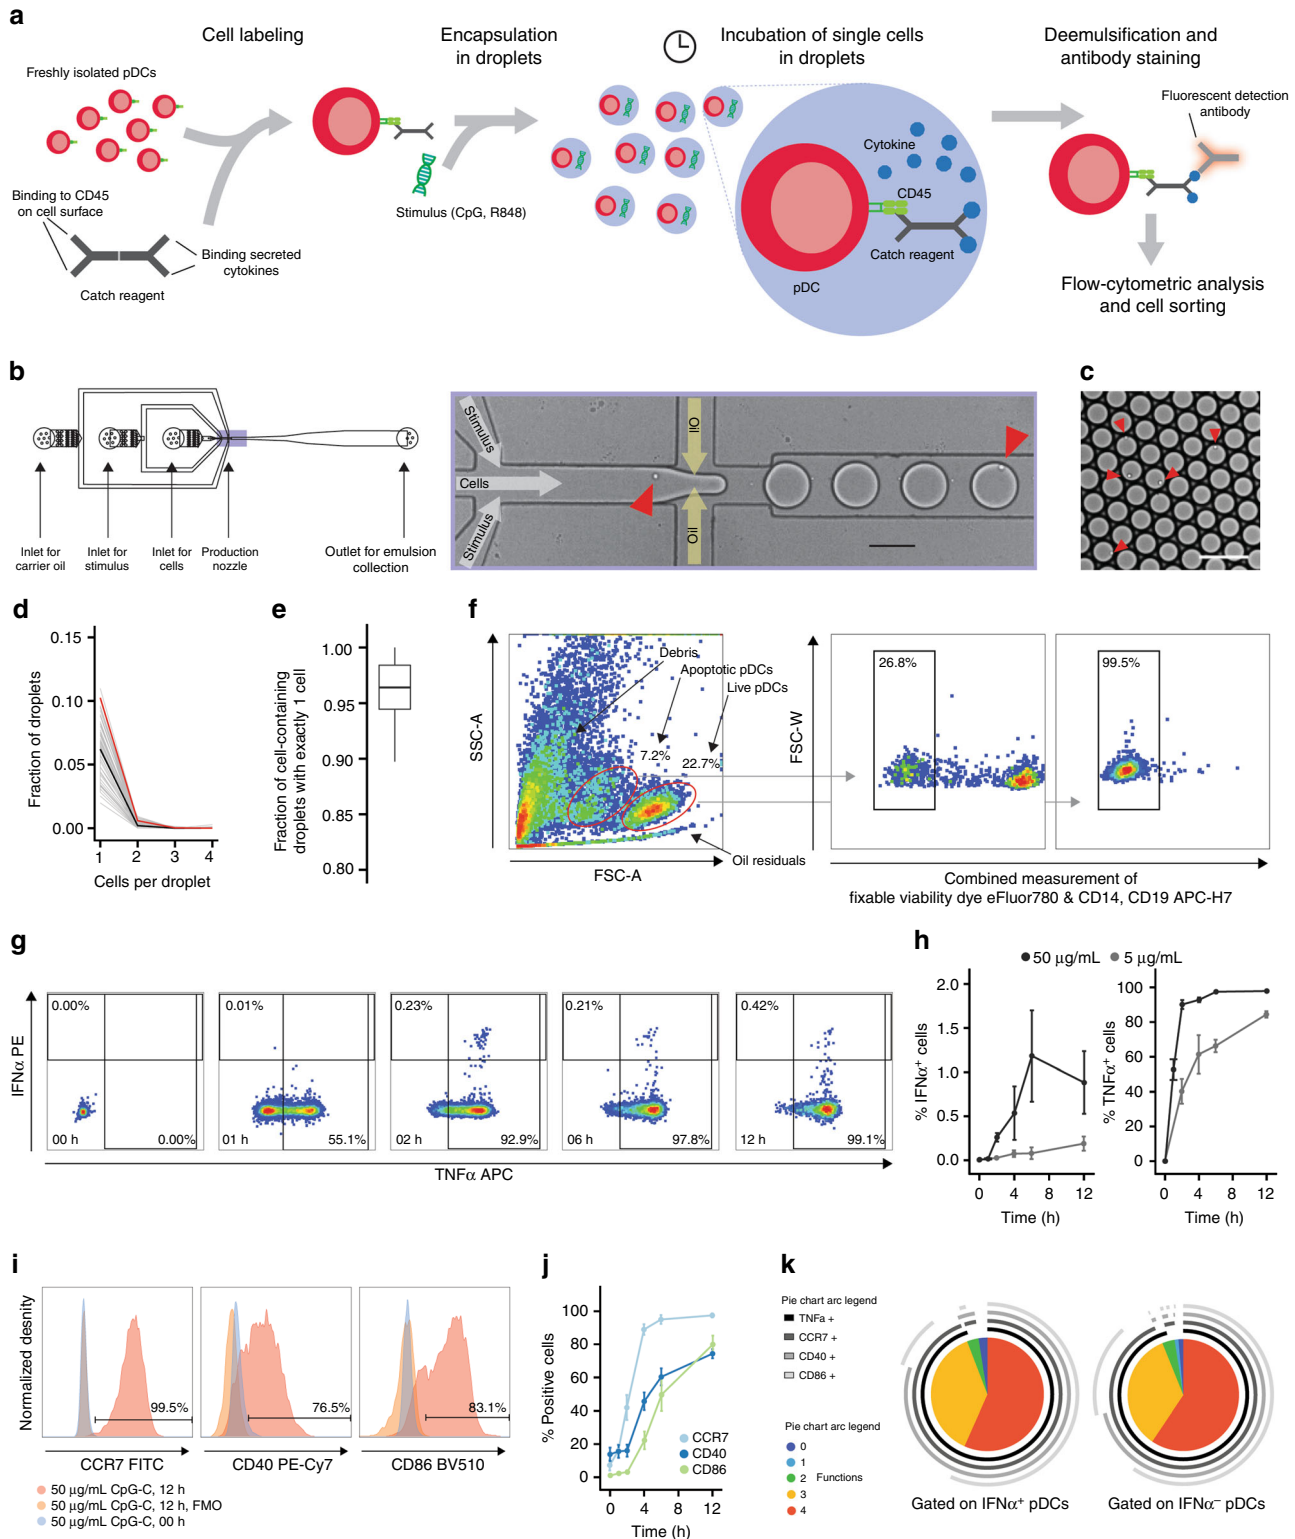 a
Cell labeling
Encapsulation
in droplets
Incubation of single cells
in droplets
Deemulsification and
antibody staining
Freshly isolated pDCs
Fluorescent detection
antibody
Binding to CD45
on cell surface
Binding secreted
cytokines
Catch reagent
Stimulus (CpG, R848)
Cytokine
CD45
Catch reagent
pDC
Flow-cytometric analysis
and cell sorting
b
Inlet for
carrier oil
Inlet for
stimulus
Inlet for
cells
Production
nozzle
Outlet for emulsion
collection
Stimulus
Cells
Stimulus
Oil
Oil
c
d
Fraction of droplets
0.15
0.10
0.05
0.00
1 2 3 4
Cells per droplet
e
Fraction of cell-containing
droplets with exactly 1 cell
1.00
0.95
0.90
0.85
0.80
f
SSC-A
FSC-A
Debris
Apoptotic pDCs
Live pDCs
7.2%
22.7%
Oil residuals
FSC-W
26.8%
99.5%
Combined measurement of
fixable viability dye eFluor780 & CD14, CD19 APC-H7
g
IFNα PE
0.00%
00 h
0.00%
0.01%
01 h
55.1%
0.23%
02 h
92.9%
0.21%
06 h
97.8%
0.42%
12 h
99.1%
TNFα APC
h
50 µg/mL
5 µg/mL
% IFNα+ cells
2.0
1.5
1.0
0.5
0.0
0 4 8 12
Time (h)
% TNFα+ cells
100
80
60
40
20
0
0 4 8 12
Time (h)
i
Normalized desnity
99.5%
76.5%
83.1%
CCR7 FITC
CD40 PE-Cy7
CD86 BV510
50 µg/mL CpG-C, 12 h
50 µg/mL CpG-C, 12 h, FMO
50 µg/mL CpG-C, 00 h
j
% Positive cells
100
80
60
40
20
0
CCR7
CD40
CD86
0 4 8 12
Time (h)
k
Pie chart arc legend
TNFa +
CCR7 +
CD40 +
CD86 +
Pie chart arc legend
0
1
2 Functions
3
4
Gated on IFNα+ pDCs
Gated on IFNα− pDCs